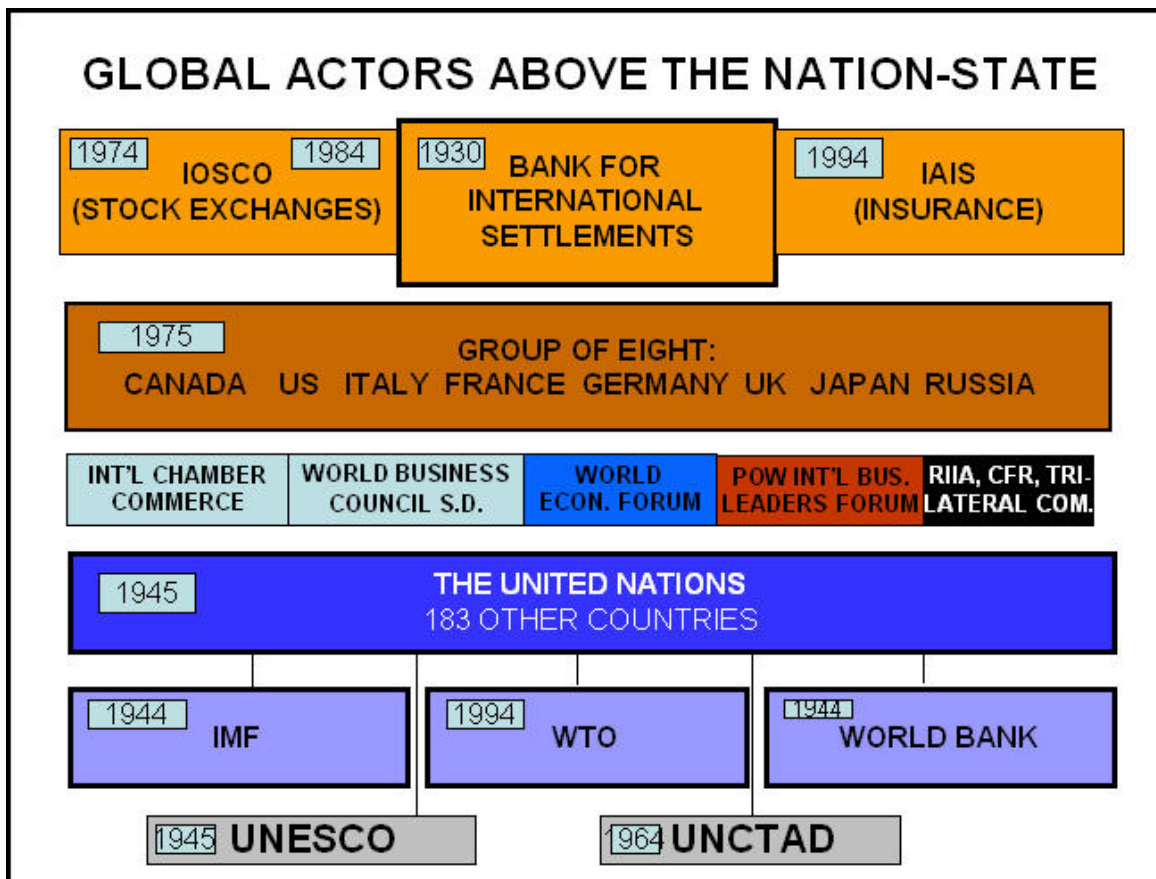 GLOBAL ACTORS ABOVE THE NATION-STATE
1974
1984
IOSCO
(STOCK EXCHANGES)
1930
BANK FOR
INTERNATIONAL
SETTLEMENTS
1994
IAIS
(INSURANCE)
1975
GROUP OF EIGHT:
CANADA US ITALY FRANCE GERMANY UK JAPAN RUSSIA
INT'L CHAMBER
COMMERCE
WORLD BUSINESS
COUNCIL S.D.
WORLD
ECON. FORUM
POW INT'L BUS.
LEADERS FORUM
RIIA, CFR, TRI-
LATERAL COM.
1945
THE UNITED NATIONS
183 OTHER COUNTRIES
1944
IMF
1994
WTO
1944
WORLD BANK
1945
UNESCO
1964
UNCTAD